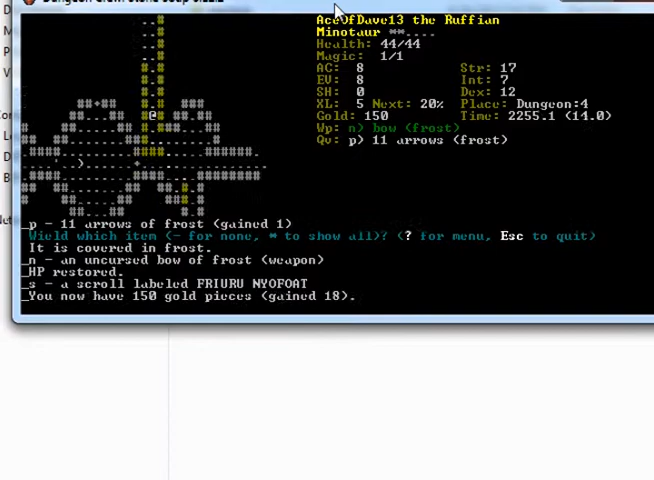 AceOfDave13 the Ruffian
Minotaur **....
Health: 44/44
Magic: 1/1
AC: 8 Str: 17
EV: 8 Int: 7
SH: 0 Dex: 12
XL: 5 Next: 20% Place: Dungeon:4
Gold: 150 Time: 2255.1 (14.0)
Wp: n) bow (frost)
Qv: p) 11 arrows (frost)
_p - 11 arrows of frost (gained 1)
Wield which item (- for none, * to show all)? (? for menu, Esc to quit)
It is covered in frost.
_n - an uncursed bow of frost (weapon)
_HP restored.
_s - a scroll labeled FRIURU NYOFOAT
_You now have 150 gold pieces (gained 18).